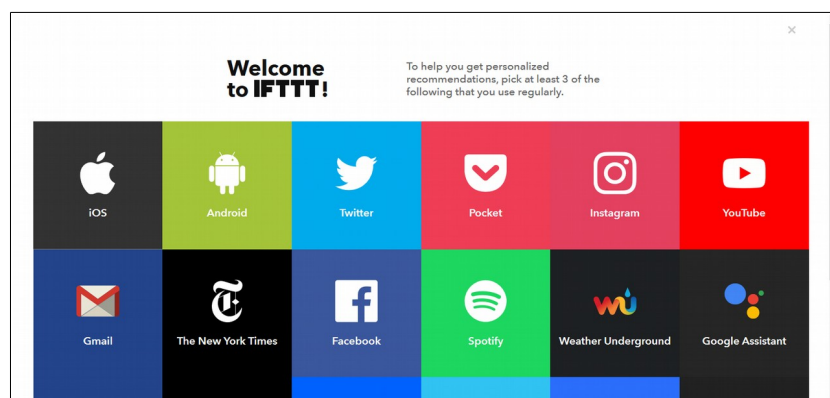 Welcome
to IFTTT!
To help you get personalized
recommendations, pick at least 3 of the
following that you use regularly.
iOS
Android
Twitter
Pocket
Instagram
YouTube
Gmail
The New York Times
Facebook
Spotify
Weather Underground
Google Assistant